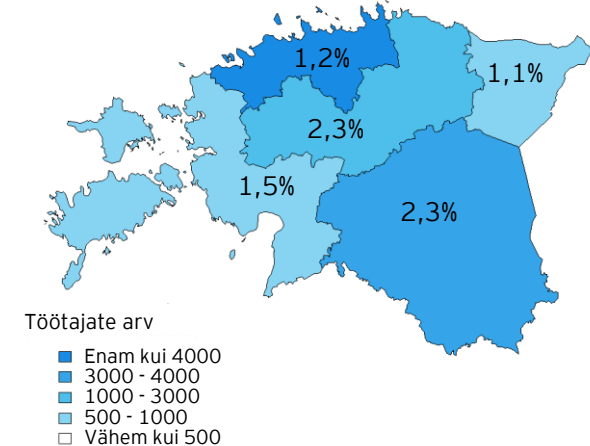 1,2%
1,1%
2,3%
1,5%
2,3%
Töötajate arv
Enam kui 4000
3000 - 4000
1000 - 3000
500 - 1000
Vähem kui 500